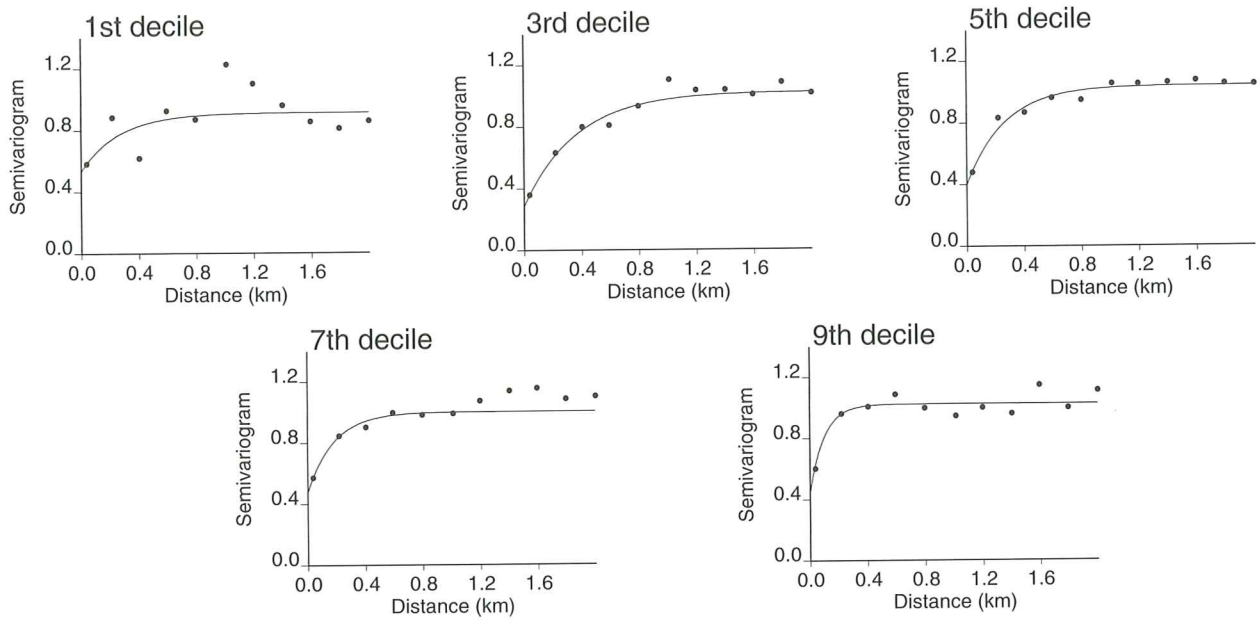 1st decile
Semivariogram
1.2
0.8
0.4
0.0
0.0 0.4 0.8 1.2 1.6
Distance (km)
3rd decile
Semivariogram
1.2
0.8
0.4
0.0
0.0 0.4 0.8 1.2 1.6
Distance (km)
5th decile
Semivariogram
1.2
0.8
0.4
0.0
0.0 0.4 0.8 1.2 1.6
Distance (km)
7th decile
Semivariogram
1.2
0.8
0.4
0.0
0.0 0.4 0.8 1.2 1.6
Distance (km)
9th decile
Semivariogram
1.2
0.8
0.4
0.0
0.0 0.4 0.8 1.2 1.6
Distance (km)